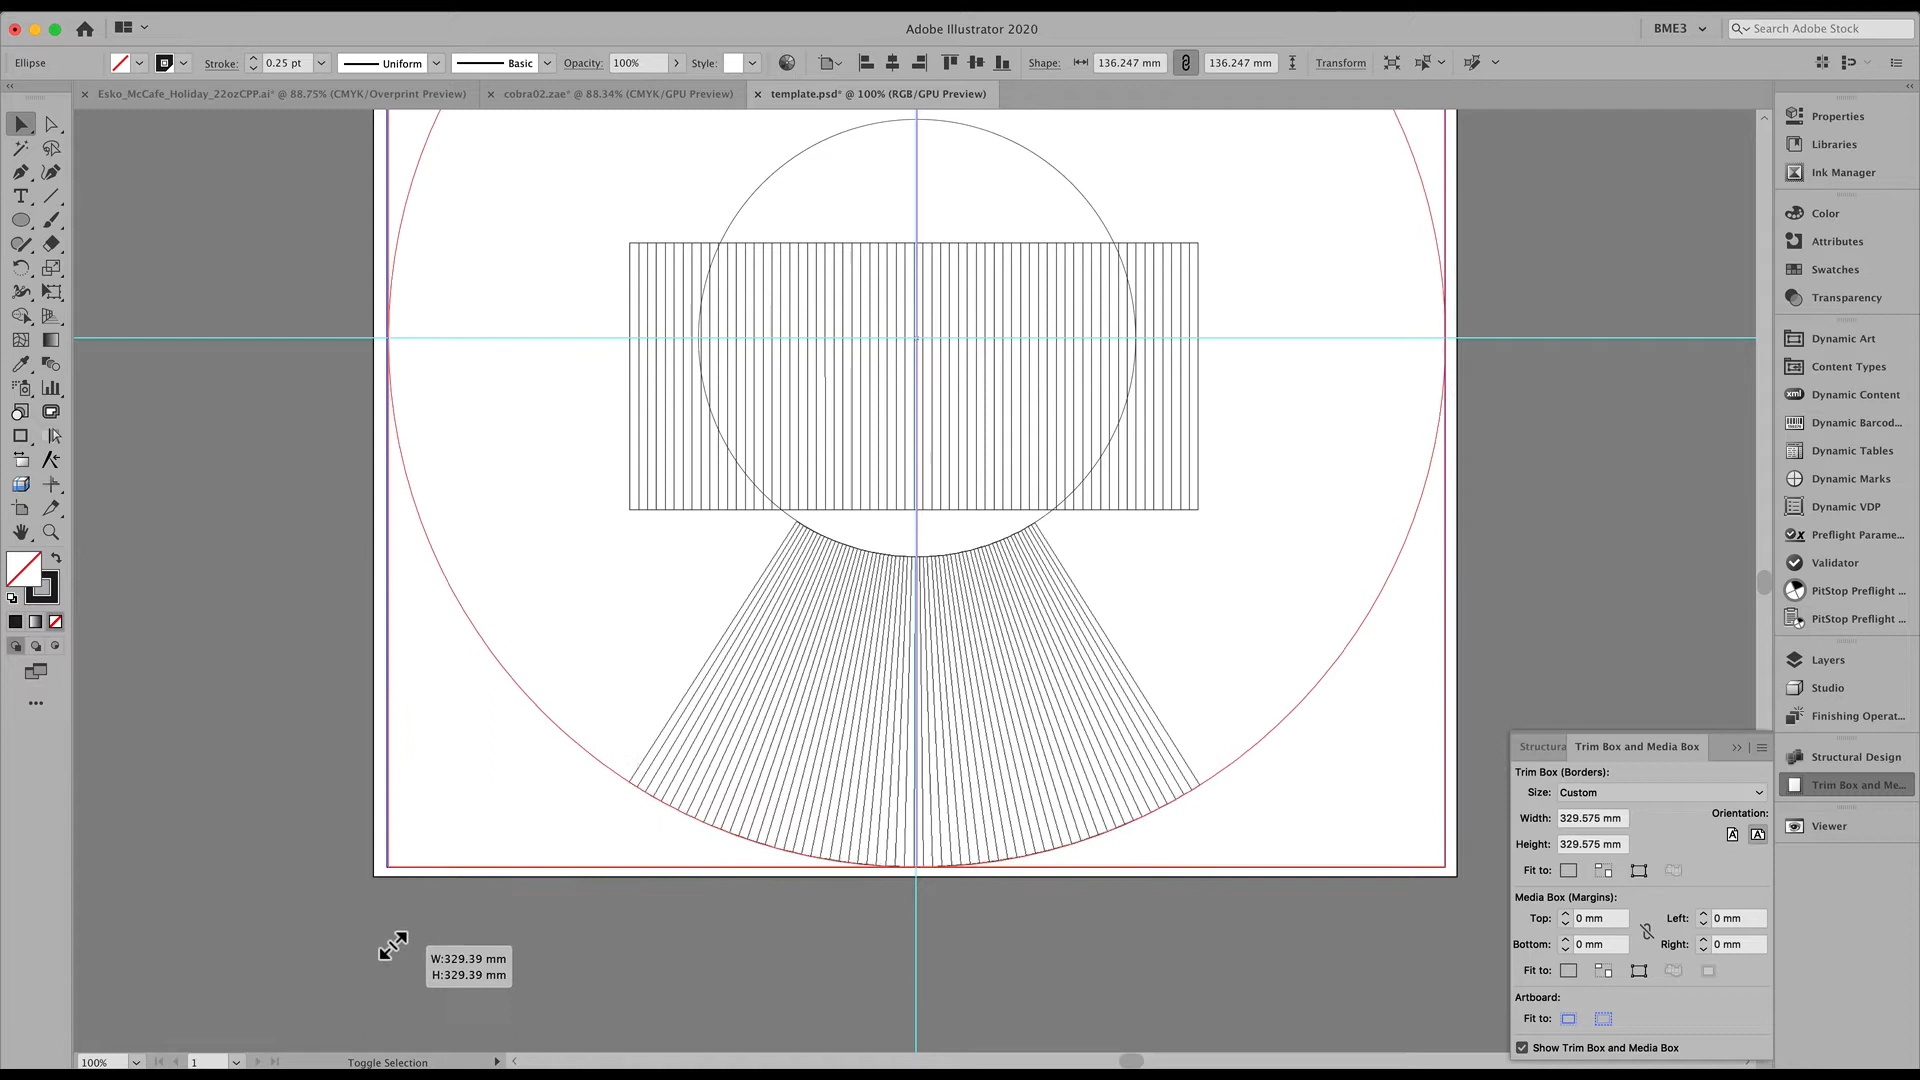 Adobe Illustrator 2020
BME3
Search Adobe Stock
Ellipse
Stroke:
0.25 pt
Uniform
Basic
Opacity:
100%
Style:
Shape:
136.247 mm
136.247 mm
Transform
Esko_McCafe_Holiday_22ozCPP.ai* @ 88.75% (CMYK/Overprint Preview)
cobra02.zae* @ 88.34% (CMYK/GPU Preview)
template.psd* @ 100% (RGB/GPU Preview)
Properties
Libraries
Ink Manager
Color
Attributes
Swatches
Transparency
Dynamic Art
Content Types
xml
Dynamic Content
Dynamic Barcod...
Dynamic Tables
Dynamic Marks
Dynamic VDP
Preflight Parame...
Validator
PitStop Preflight ...
PitStop Preflight ...
Layers
Studio
Finishing Operat...
Structural Design
Trim Box and Me...
Viewer
Structura
Trim Box and Media Box
Trim Box (Borders):
Size:
Custom
Width:
329.575 mm
Orientation:
Height:
329.575 mm
Fit to:
Media Box (Margins):
Top:
0 mm
Left:
0 mm
Bottom:
0 mm
Right:
0 mm
Fit to:
Artboard:
Fit to:
Show Trim Box and Media Box
W:329.39 mm
H:329.39 mm
100%
1
Toggle Selection